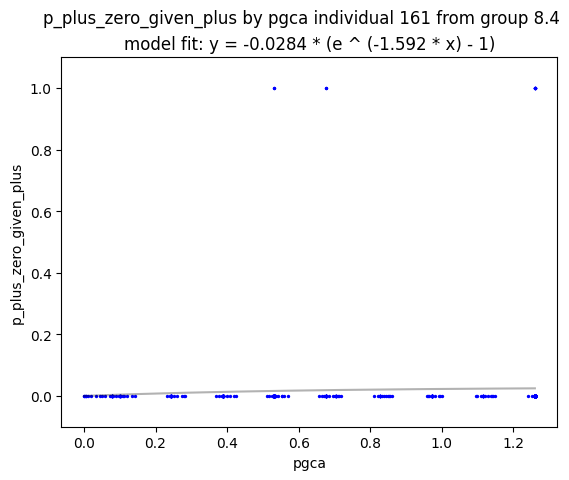 p_plus_zero_given_plus by pgca individual 161 from group 8.4
model fit: y = -0.0284 * (e ^ (-1.592 * x) - 1)
1.0
0.8
0.6
0.4
0.2
0.0
p_plus_zero_given_plus
0.0 0.2 0.4 0.6 0.8 1.0 1.2
pgca